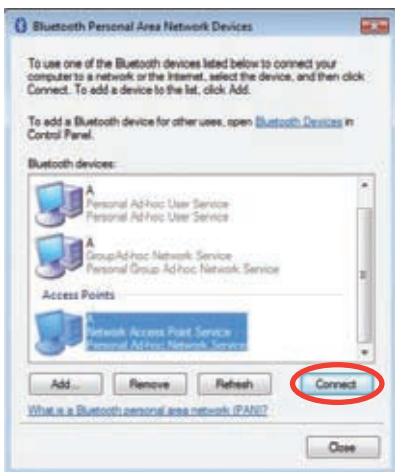 Bluetooth Personal Area Network Devices
To use one of the Bluetooth devices listed below to connect your
computer to a network or the Internet, select the device, and then click
Connect. To add a device to the list, click Add.
To add a Bluetooth device for other uses, open Bluetooth Devices in
Control Panel.
Bluetooth devices:
A
Personal Ad-hoc User Service
Personal Ad-hoc User Service
A
GroupAd-hoc Network Service
Personal Group Ad-hoc Network Service
Access Points
A
Network Access Point Service
Personal Ad-hoc Network Service
Add... Remove Refresh Connect
What is a Bluetooth personal area network (PAN)?
Close